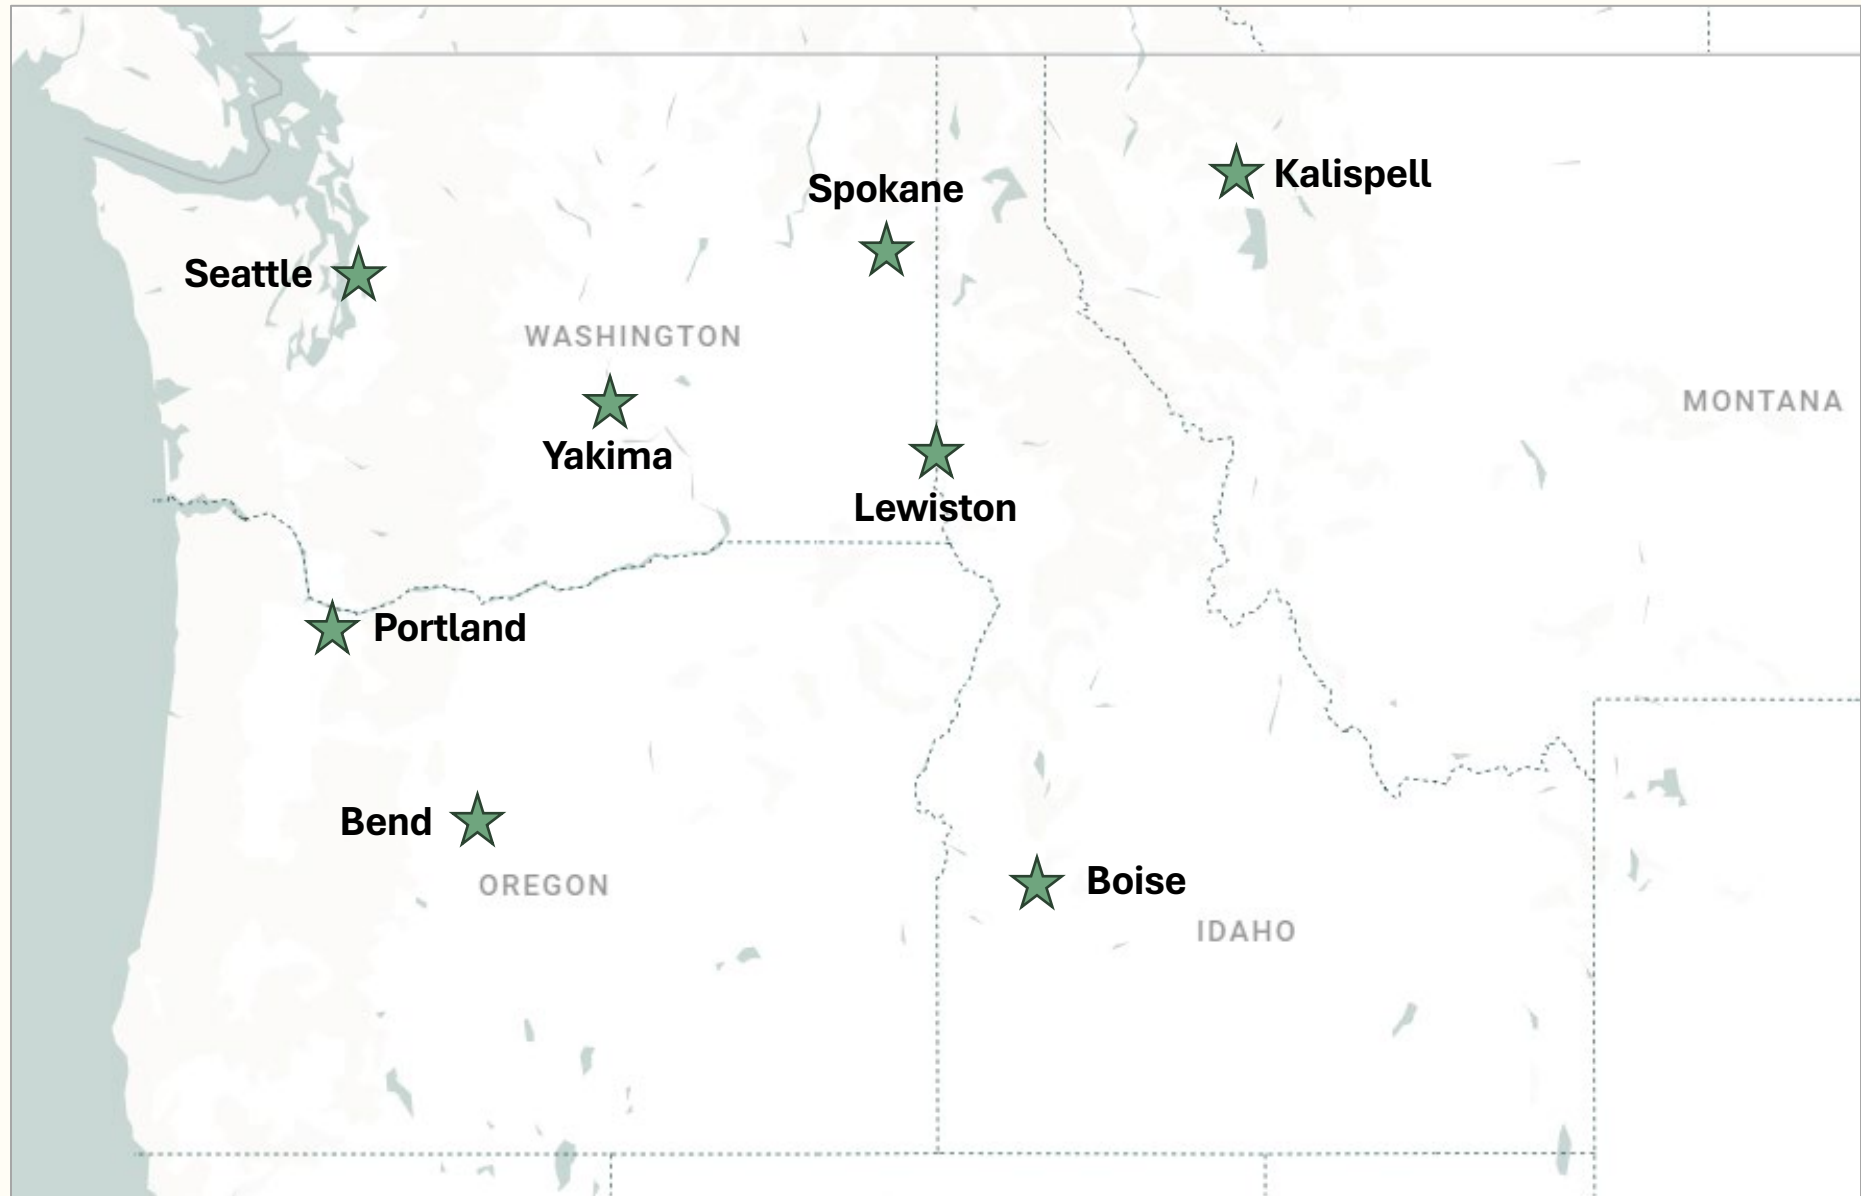 Kalispell
Spokane
Seattle
WASHINGTON
MONTANA
Yakima
Lewiston
Portland
Bend
OREGON
Boise
IDAHO